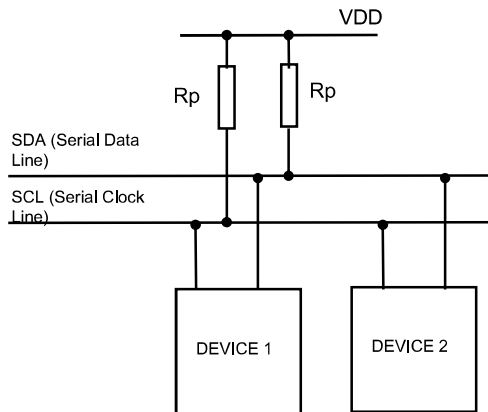 VDD
Rp
Rp
SDA (Serial Data
Line)
SCL (Serial Clock
Line)
DEVICE 1
DEVICE 2